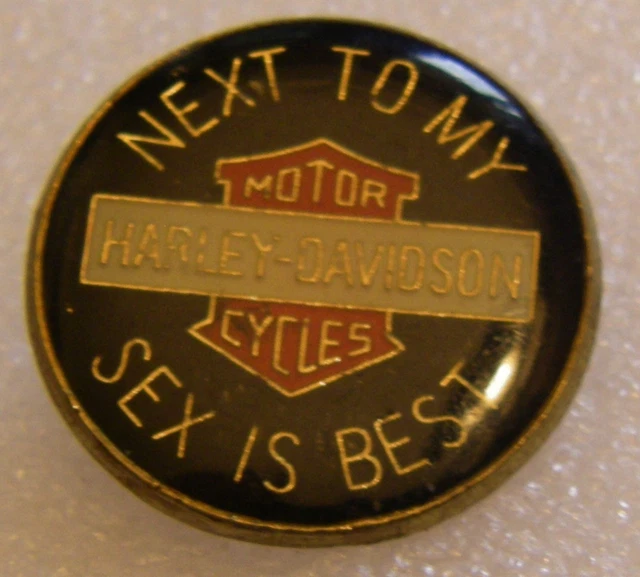 NEXT TO MY
MOTOR
HARLEY-DAVIDSON
CYCLES
SEX IS BEST